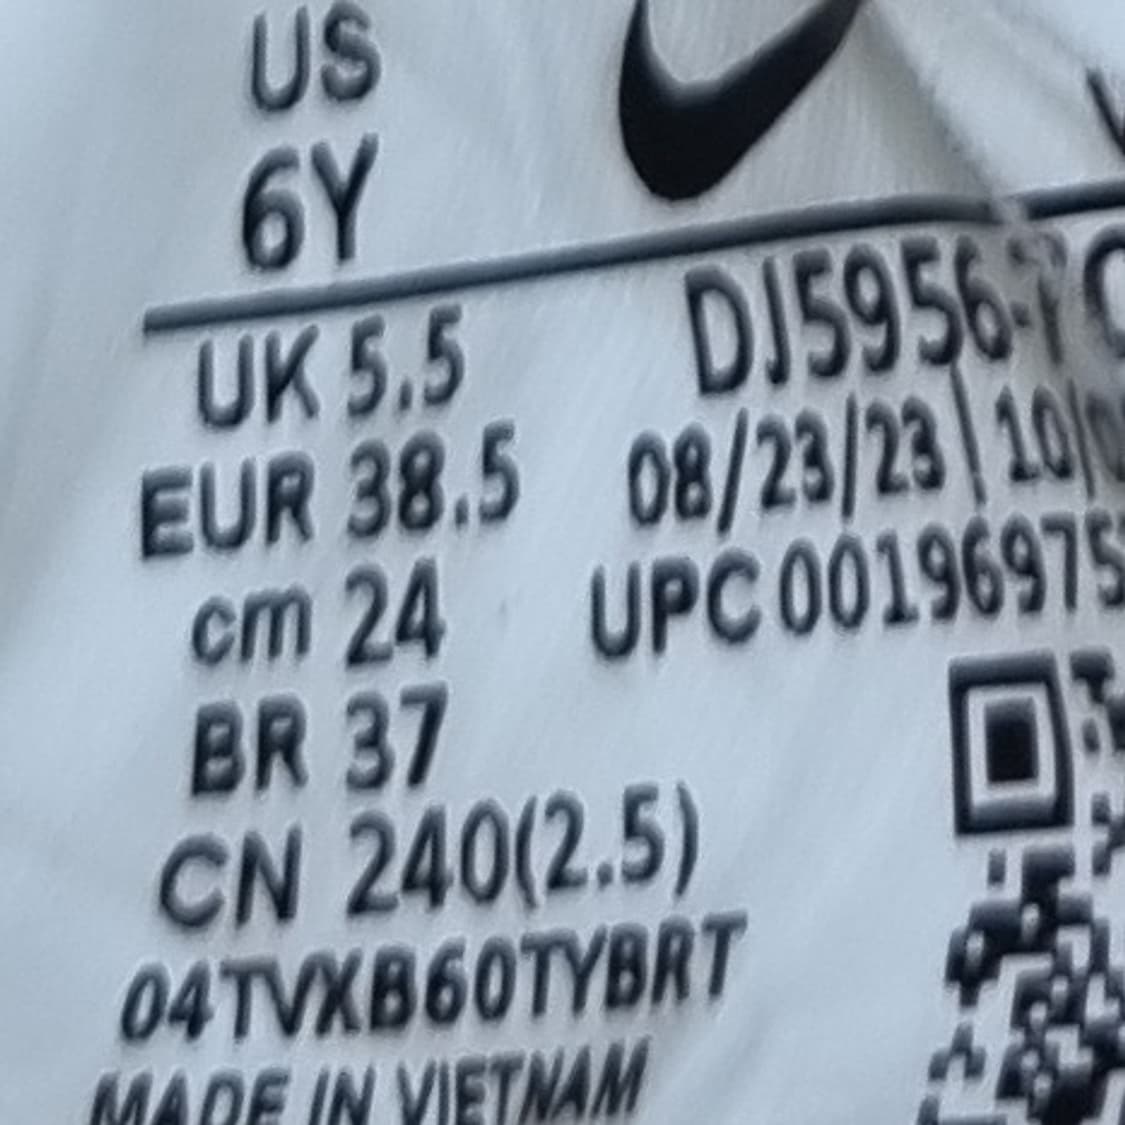 US
6Y
UK 5.5
EUR 38.5
cm 24
BR 37
CN 240(2.5)
04TVXB60TYBRT
MADE IN VIETNAM
DJ5956-
08/23/23 | 10/
UPC 00196975